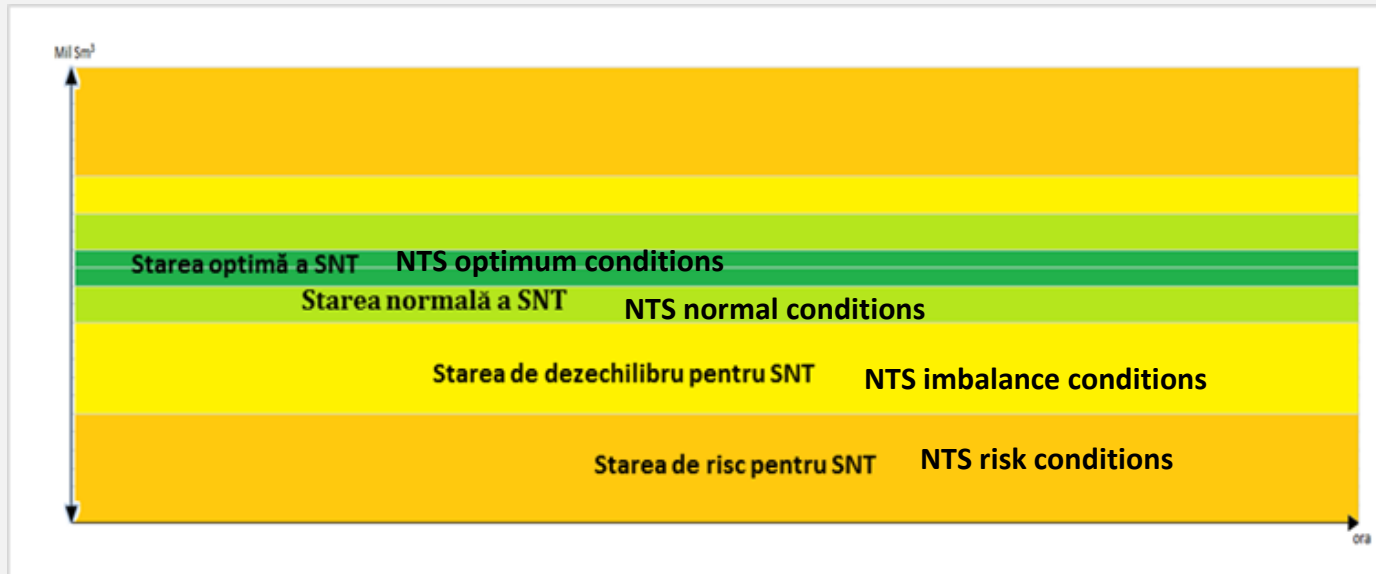 Mil Sm³
Starea optimă a SNT NTS optimum conditions
Starea normală a SNT NTS normal conditions
Starea de dezechilibru pentru SNT NTS imbalance conditions
Starea de risc pentru SNT NTS risk conditions
ora